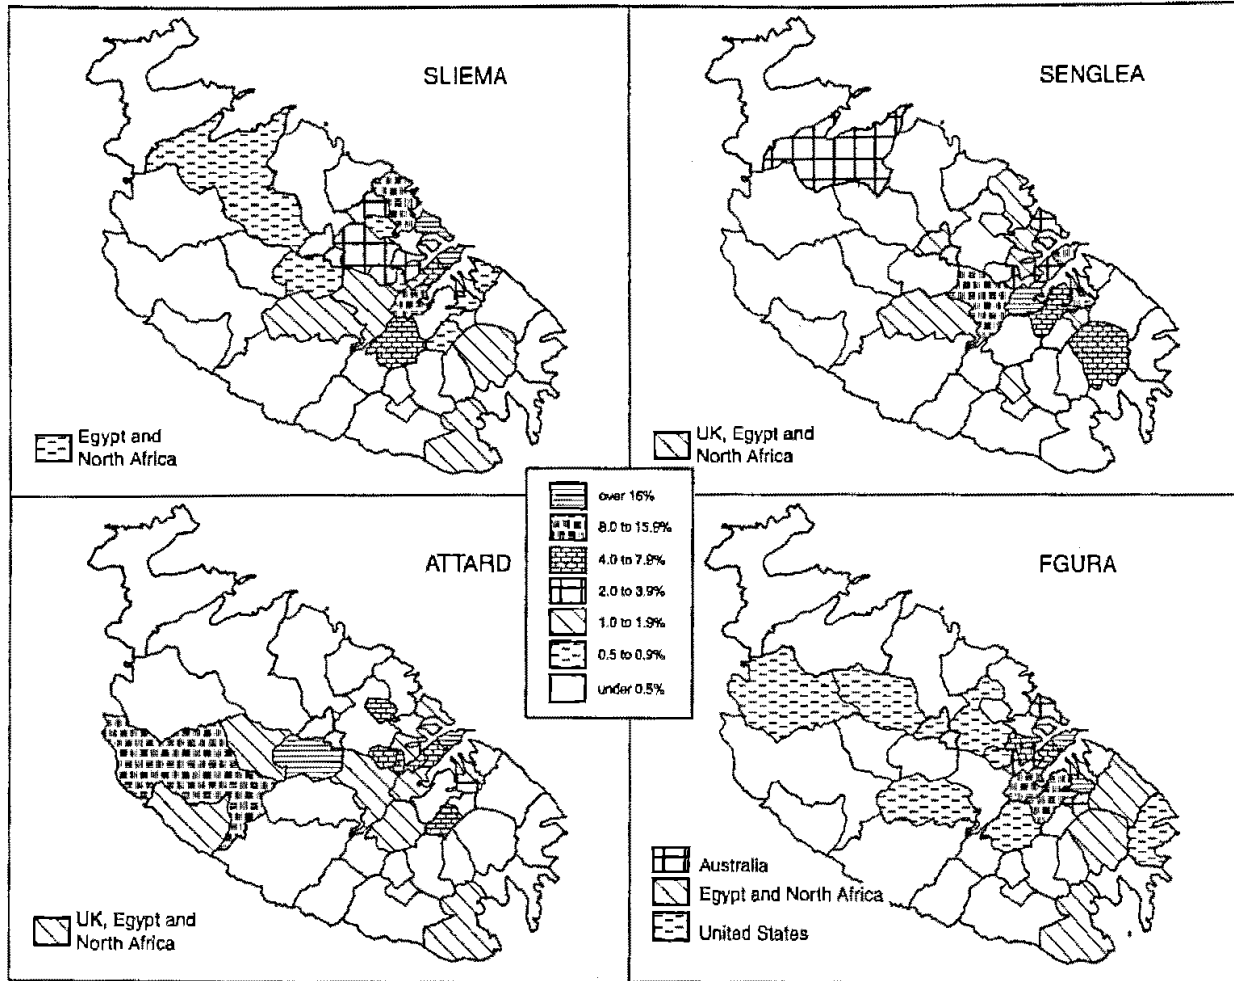 SLIEMA
Egypt and
North Africa
SENGLEA
UK, Egypt and
North Africa
over 16%
8.0 to 15.9%
4.0 to 7.9%
2.0 to 3.9%
1.0 to 1.9%
0.5 to 0.9%
under 0.5%
ATTARD
UK, Egypt and
North Africa
FGURA
Australia
Egypt and North Africa
United States